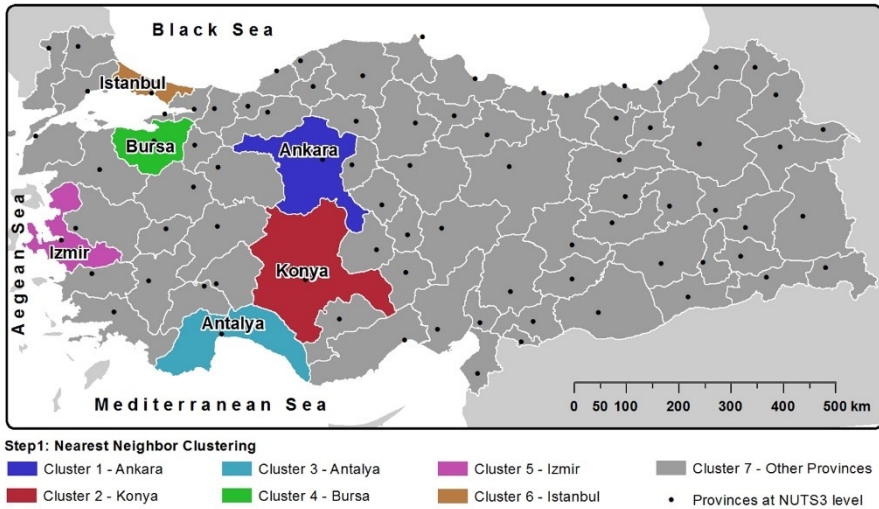 Black Sea
Istanbul
Bursa
Ankara
Aegean Sea
Izmir
Konya
Antalya
Mediterranean Sea
0 50 100 200 300 400 500 km
Step1: Nearest Neighbor Clustering
Cluster 1 - Ankara Cluster 3 - Antalya Cluster 5 - Izmir Cluster 7 - Other Provinces
Cluster 2 - Konya Cluster 4 - Bursa Cluster 6 - Istanbul Provinces at NUTS3 level